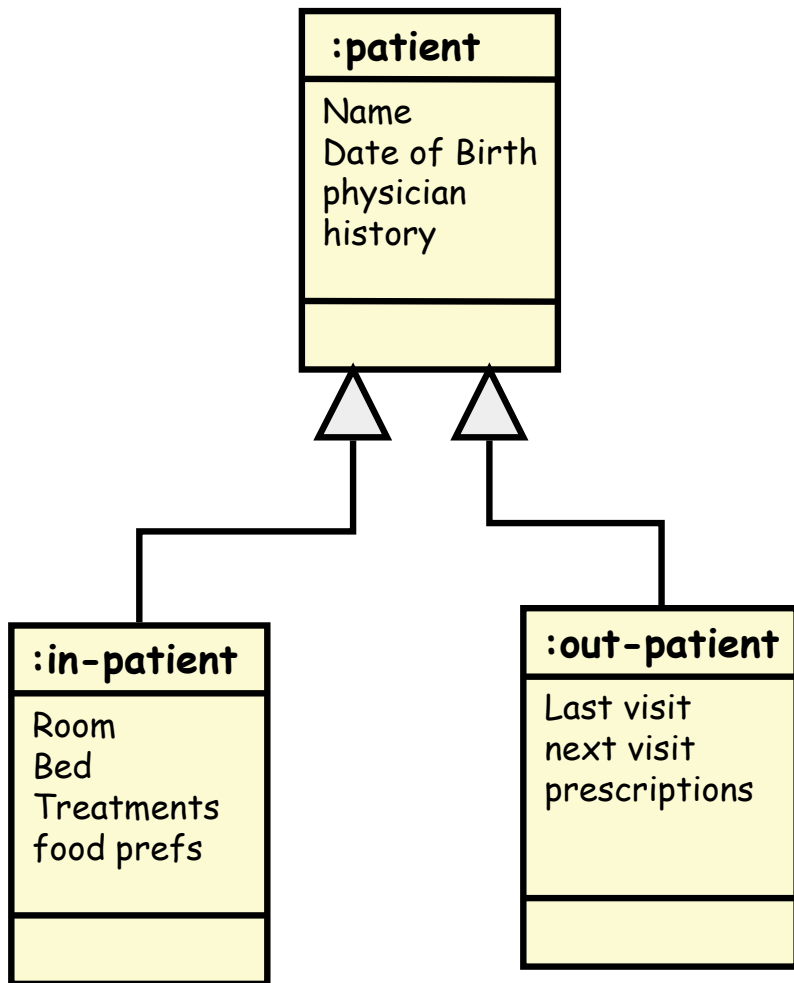 :patient
Name
Date of Birth
physician
history
:in-patient
Room
Bed
Treatments
food prefs
:out-patient
Last visit
next visit
prescriptions